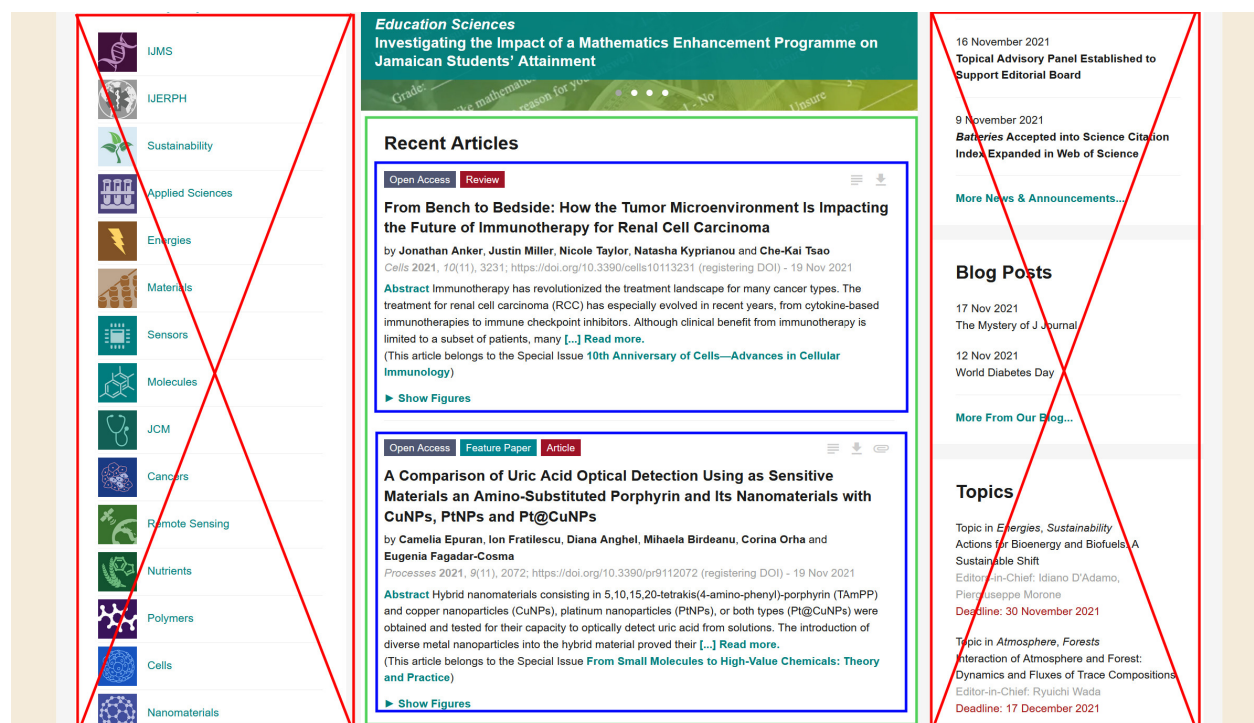 IJMS
IJERPH
Sustainability
Applied Sciences
Energies
Materials
Sensors
Molecules
JCM
Cancers
Remote Sensing
Nutrients
Polymers
Cells
Nanomaterials
Education Sciences
Investigating the Impact of a Mathematics Enhancement Programme on
Jamaican Students' Attainment
Grade:
like mathematic
reason for you
- No
Unsure
Recent Articles
Open Access Review
From Bench to Bedside: How the Tumor Microenvironment Is Impacting
the Future of Immunotherapy for Renal Cell Carcinoma
by Jonathan Anker, Justin Miller, Nicole Taylor, Natasha Kyprianou and Che-Kai Tsao
Cells 2021, 10(11), 3231; https://doi.org/10.3390/cells10113231 (registering DOI) - 19 Nov 2021
Abstract Immunotherapy has revolutionized the treatment landscape for many cancer types. The
treatment for renal cell carcinoma (RCC) has especially evolved in recent years, from cytokine-based
immunotherapies to immune checkpoint inhibitors. Although clinical benefit from immunotherapy is
limited to a subset of patients, many [...] Read more.
(This article belongs to the Special Issue 10th Anniversary of Cells—Advances in Cellular
Immunology)
► Show Figures
Open Access Feature Paper Article
A Comparison of Uric Acid Optical Detection Using as Sensitive
Materials an Amino-Substituted Porphyrin and Its Nanomaterials with
CuNPs, PtNPs and Pt@CuNPs
by Camelia Epuran, Ion Fratilescu, Diana Anghel, Mihaela Birdeanu, Corina Orha and
Eugenia Fagadar-Cosma
Processes 2021, 9(11), 2072; https://doi.org/10.3390/pr9112072 (registering DOI) - 19 Nov 2021
Abstract Hybrid nanomaterials consisting in 5,10,15,20-tetrakis(4-amino-phenyl)-porphyrin (TAmPP)
and copper nanoparticles (CuNPs), platinum nanoparticles (PtNPs), or both types (Pt@CuNPs) were
obtained and tested for their capacity to optically detect uric acid from solutions. The introduction of
diverse metal nanoparticles into the hybrid material proved their [...] Read more.
(This article belongs to the Special Issue From Small Molecules to High-Value Chemicals: Theory
and Practice)
► Show Figures
16 November 2021
Topical Advisory Panel Established to
Support Editorial Board
9 November 2021
Batteries Accepted into Science Citation
Index Expanded in Web of Science
More News & Announcements...
Blog Posts
17 Nov 2021
The Mystery of J Journal
12 Nov 2021
World Diabetes Day
More From Our Blog...
Topics
Topic in Energies, Sustainability
Actions for Bioenergy and Biofuels: A
Sustainable Shift
Editors-in-Chief: Idiano D'Adamo,
Piergiuseppe Morone
Deadline: 30 November 2021
Topic in Atmosphere, Forests
Interaction of Atmosphere and Forest:
Dynamics and Fluxes of Trace Compositions
Editor-in-Chief: Ryuichi Wada
Deadline: 17 December 2021